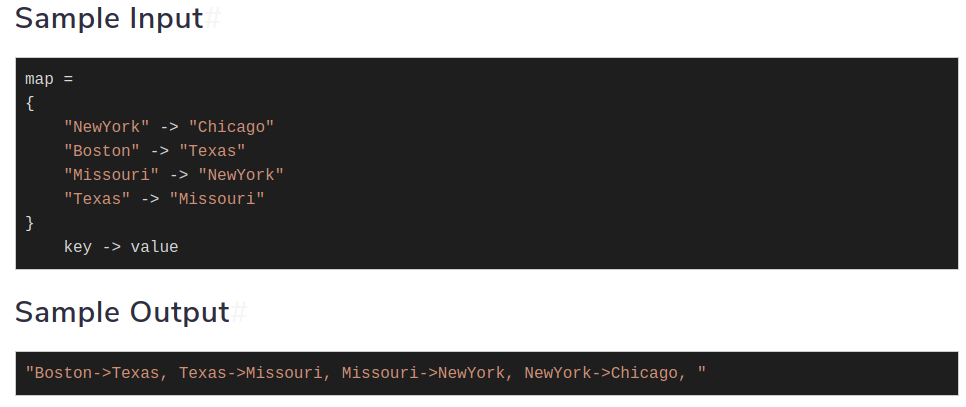 Sample Input#
map =
{
    "NewYork" -> "Chicago"
    "Boston" -> "Texas"
    "Missouri" -> "NewYork"
    "Texas" -> "Missouri"
}
    key -> value
Sample Output#
"Boston->Texas, Texas->Missouri, Missouri->NewYork, NewYork->Chicago, "